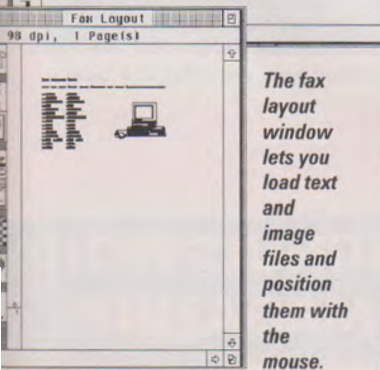 Fax Layout
98 dpi, 1 Page(s)
The fax
layout
window
lets you
load text
and
image
files and
position
them with
the
mouse.